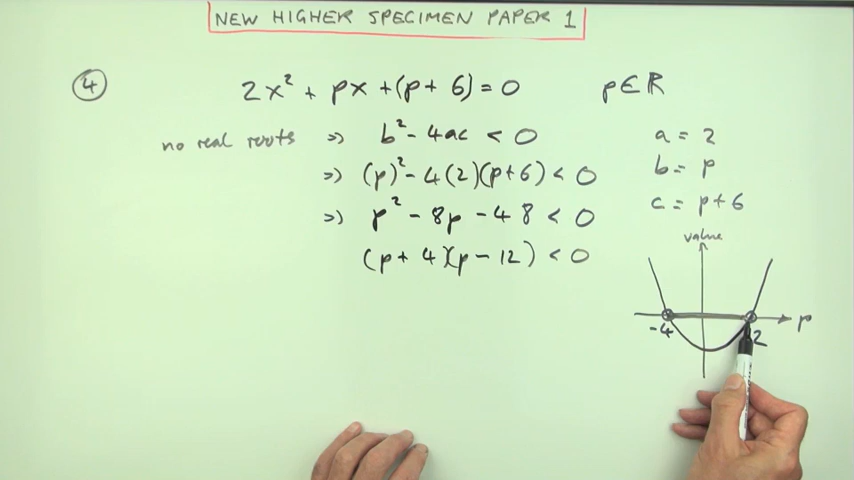 NEW HIGHER SPECIMEN PAPER 1
④ 2x² + px + (p + 6) = 0 p∈ℝ
no real roots ⇒ b² - 4ac < 0 a = 2
⇒ (p)² - 4(2)(p+6) < 0 b = p
⇒ p² - 8p - 48 < 0 c = p+6
(p + 4)(p - 12) < 0
value
p
-4